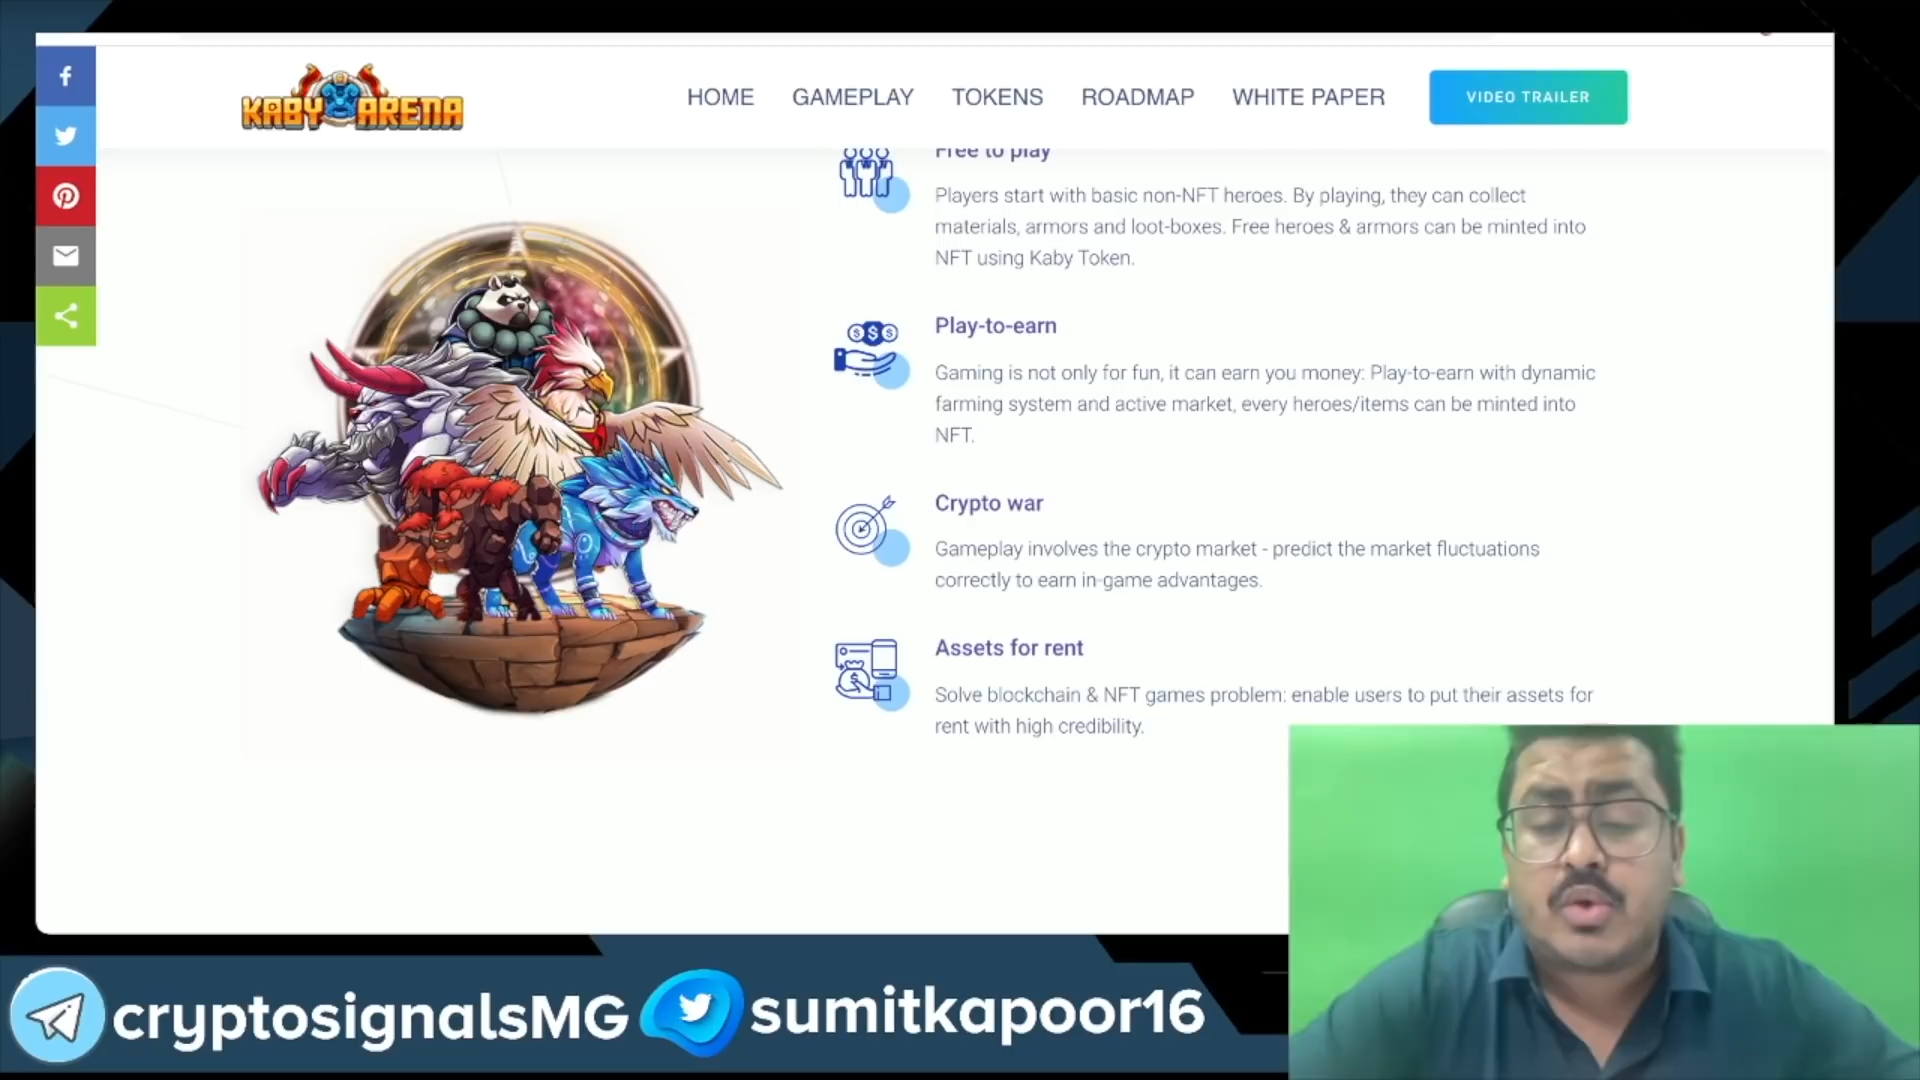 KABY ARENA
HOME GAMEPLAY TOKENS ROADMAP WHITE PAPER VIDEO TRAILER
Free to play
Players start with basic non-NFT heroes. By playing, they can collect
materials, armors and loot-boxes. Free heroes & armors can be minted into
NFT using Kaby Token.
Play-to-earn
Gaming is not only for fun, it can earn you money: Play-to-earn with dynamic
farming system and active market, every heroes/items can be minted into
NFT.
Crypto war
Gameplay involves the crypto market - predict the market fluctuations
correctly to earn in-game advantages.
Assets for rent
Solve blockchain & NFT games problem: enable users to put their assets for
rent with high credibility.
cryptosignalsMG sumitkapoor16